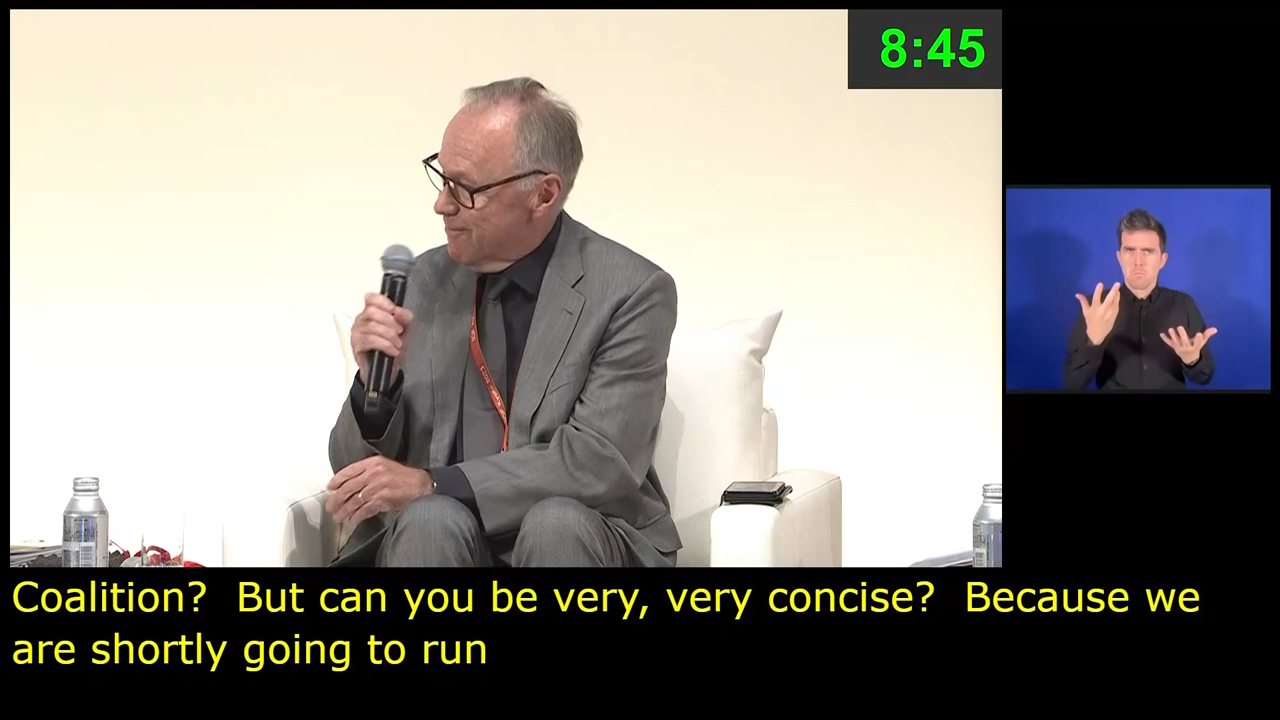 8:45
Coalition?  But can you be very, very concise?  Because we
are shortly going to run